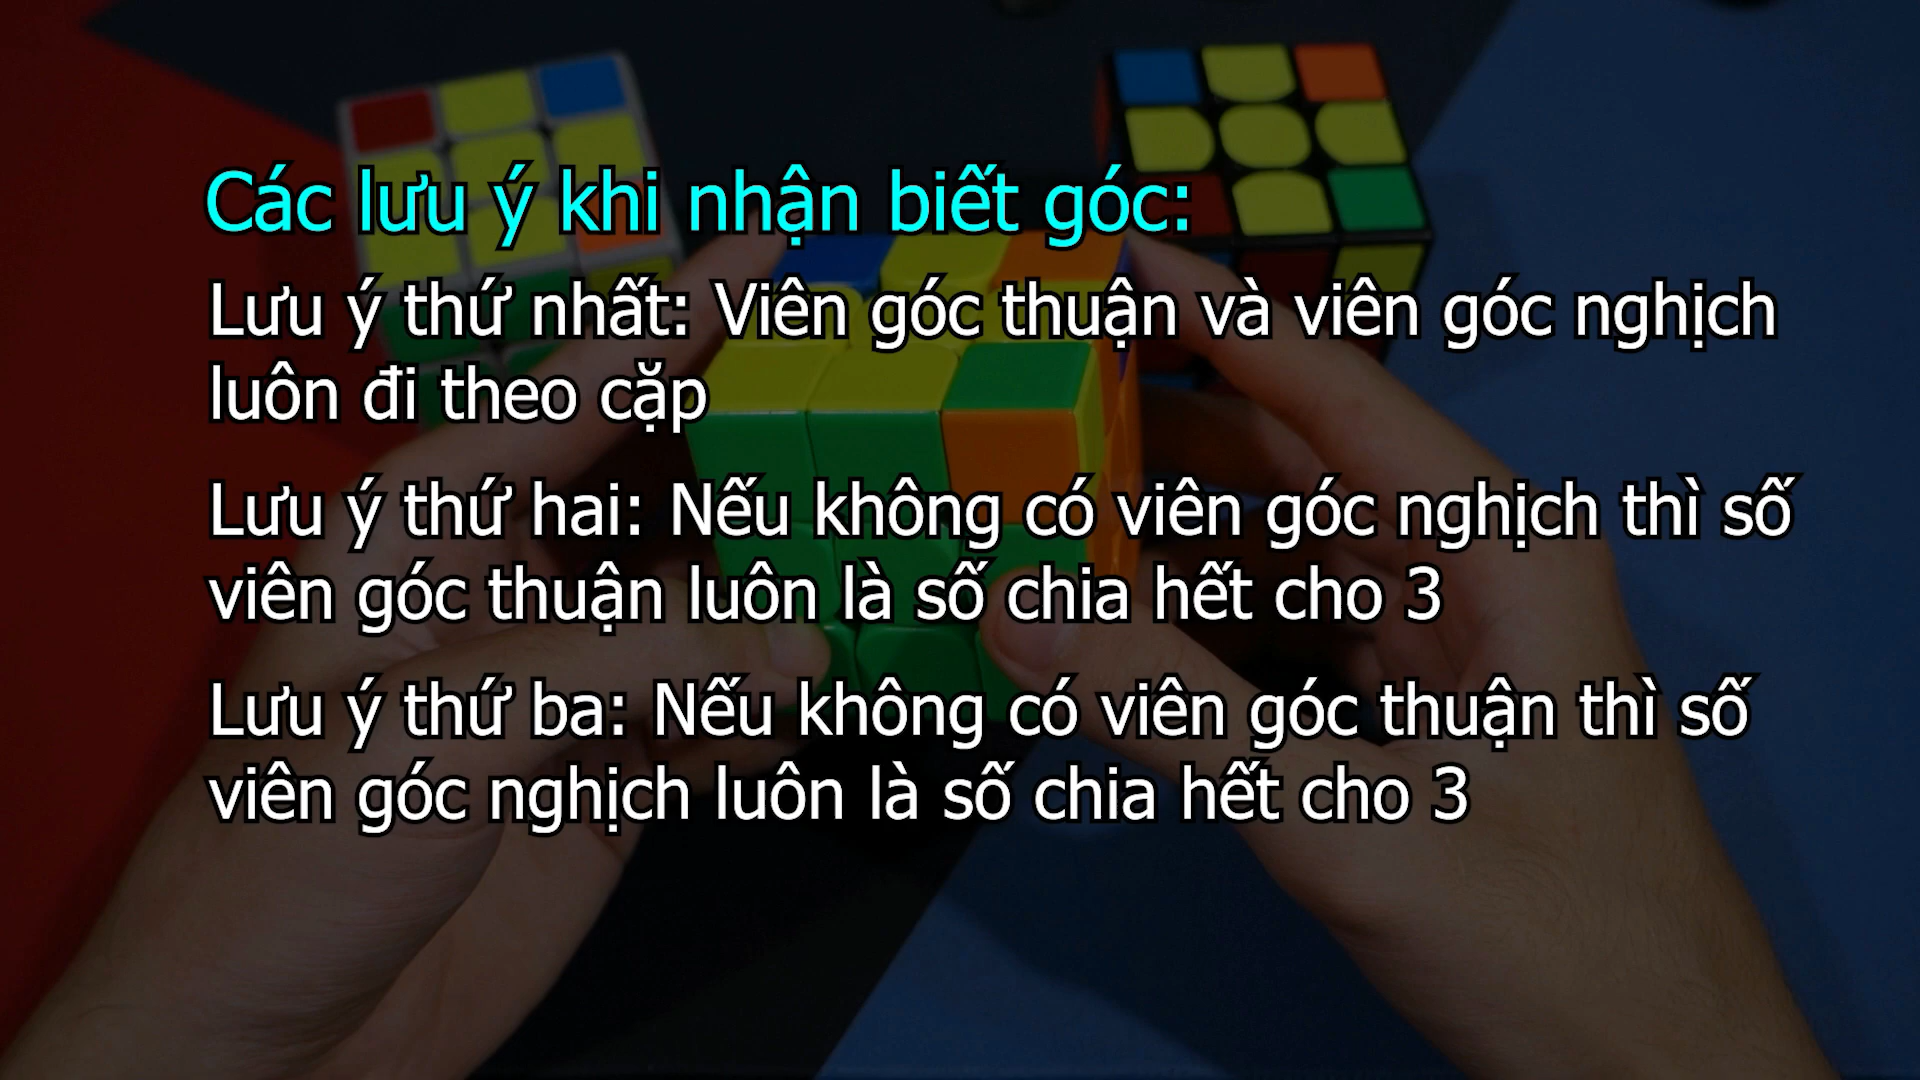 Các lưu ý khi nhận biết góc:
Lưu ý thứ nhất: Viên góc thuận và viên góc nghịch
luôn đi theo cặp
Lưu ý thứ hai: Nếu không có viên góc nghịch thì số
viên góc thuận luôn là số chia hết cho 3
Lưu ý thứ ba: Nếu không có viên góc thuận thì số
viên góc nghịch luôn là số chia hết cho 3